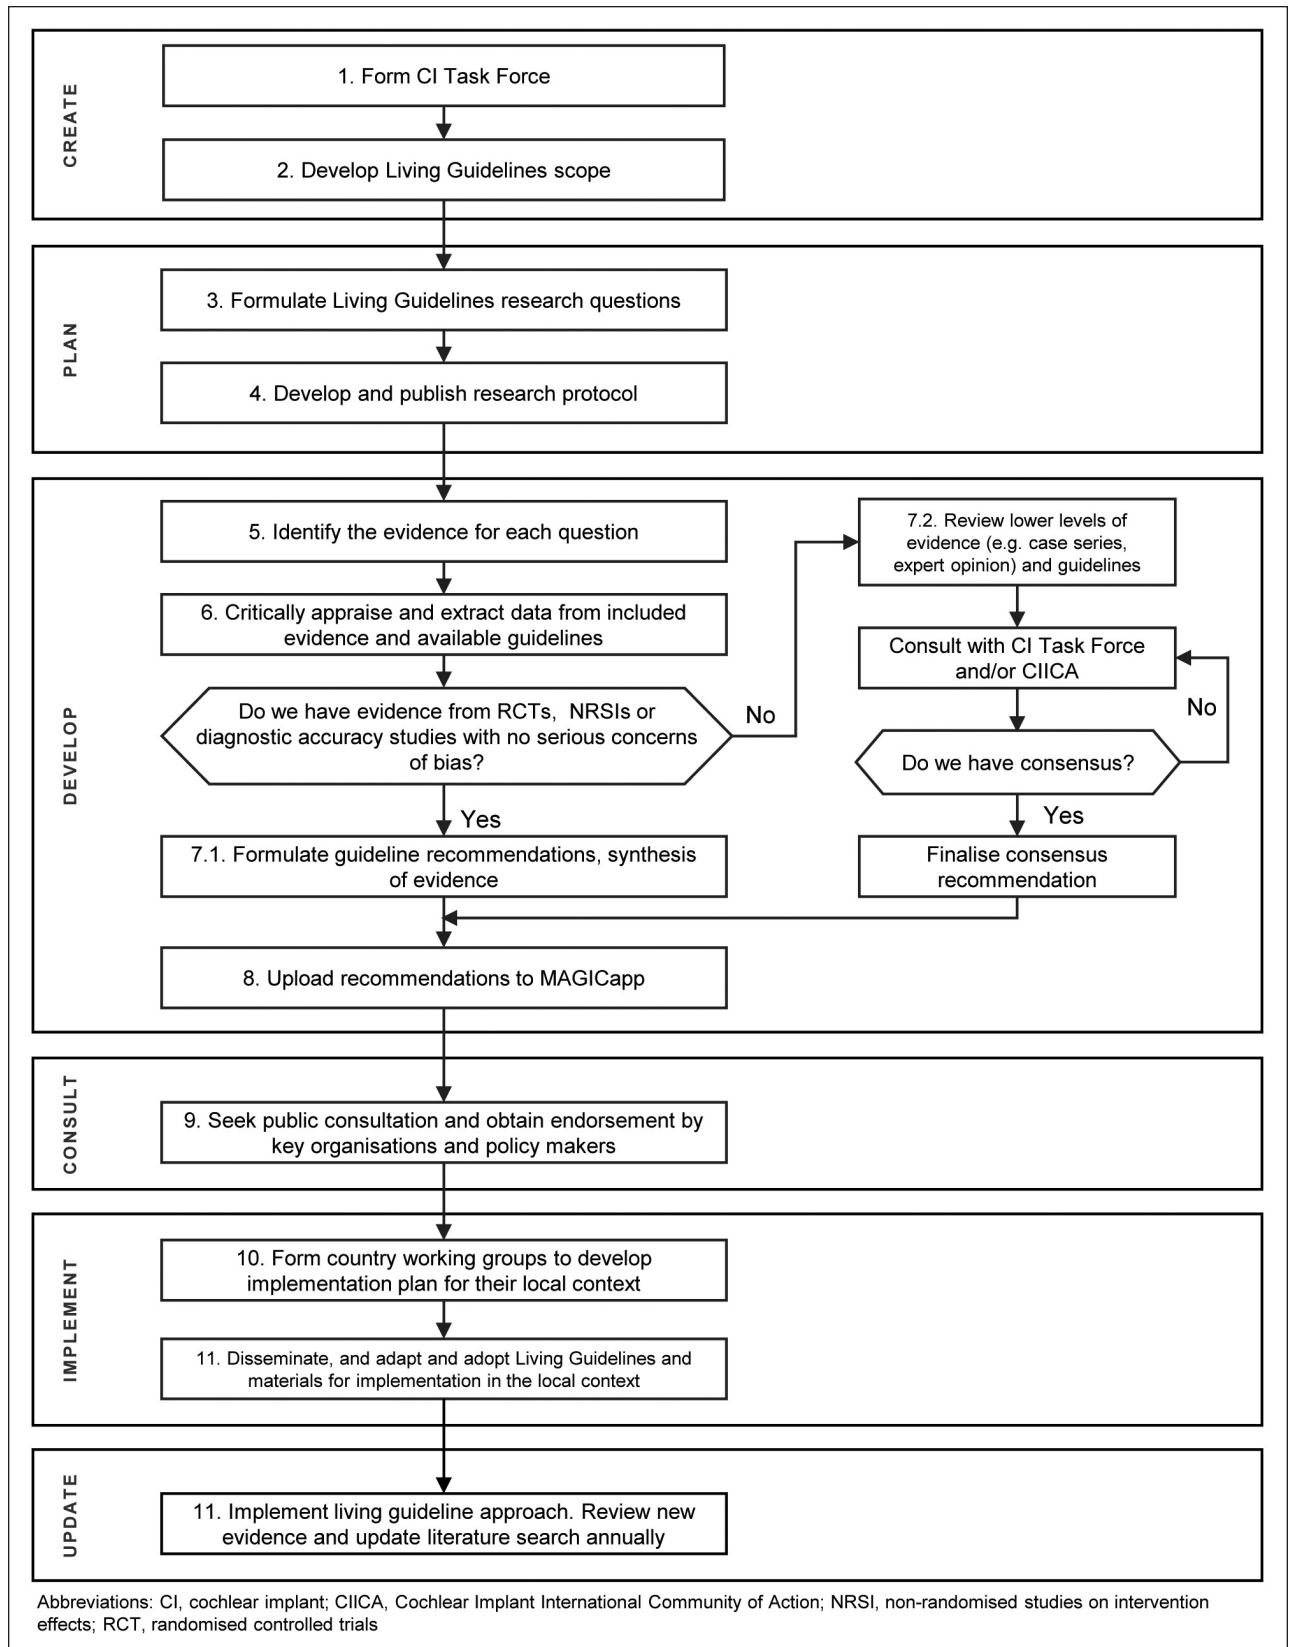 CREATE
1. Form CI Task Force
2. Develop Living Guidelines scope
PLAN
3. Formulate Living Guidelines research questions
4. Develop and publish research protocol
DEVELOP
5. Identify the evidence for each question
6. Critically appraise and extract data from included
evidence and available guidelines
Do we have evidence from RCTs, NRSIs or
diagnostic accuracy studies with no serious concerns
of bias?
No
Yes
7.1. Formulate guideline recommendations, synthesis
of evidence
7.2. Review lower levels of
evidence (e.g. case series,
expert opinion) and guidelines
Consult with CI Task Force
and/or CIICA
No
Do we have consensus?
Yes
Finalise consensus
recommendation
8. Upload recommendations to MAGICapp
CONSULT
9. Seek public consultation and obtain endorsement by
key organisations and policy makers
IMPLEMENT
10. Form country working groups to develop
implementation plan for their local context
11. Disseminate, and adapt and adopt Living Guidelines and
materials for implementation in the local context
UPDATE
11. Implement living guideline approach. Review new
evidence and update literature search annually
Abbreviations: CI, cochlear implant; CIICA, Cochlear Implant International Community of Action; NRSI, non-randomised studies on intervention
effects; RCT, randomised controlled trials